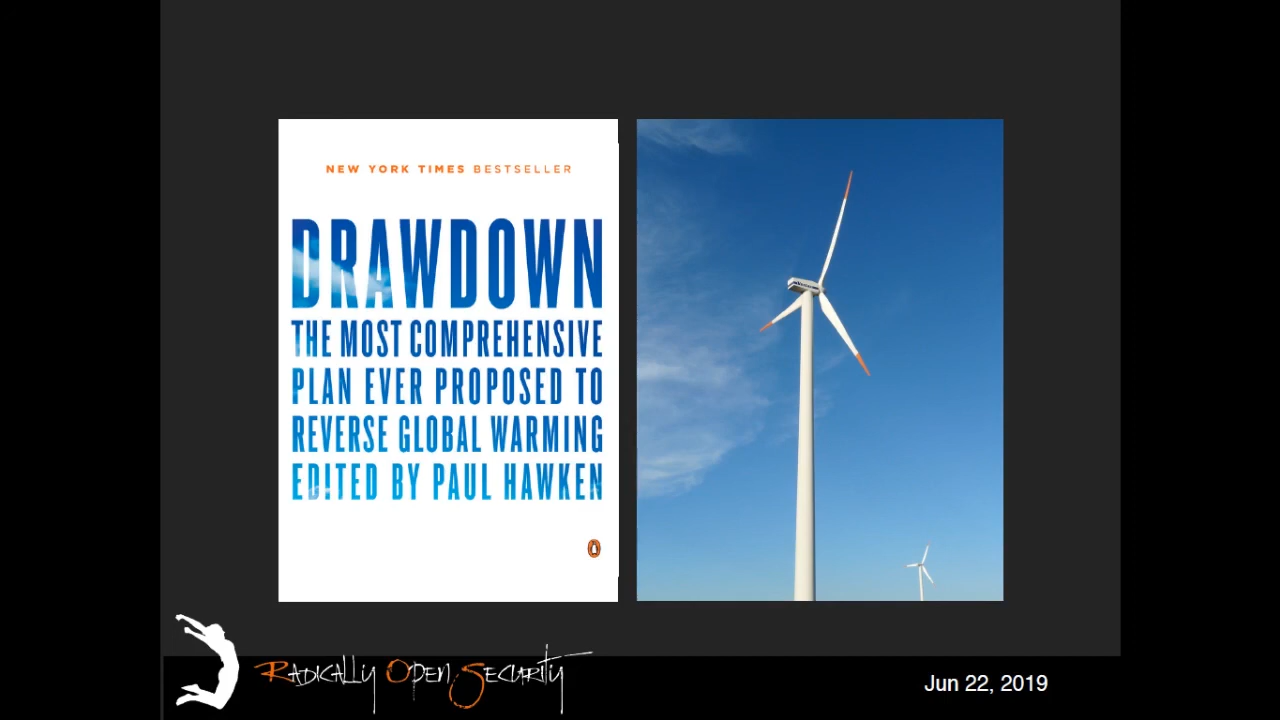 NEW YORK TIMES BESTSELLER
DRAWDOWN
THE MOST COMPREHENSIVE
PLAN EVER PROPOSED TO
REVERSE GLOBAL WARMING
EDITED BY PAUL HAWKEN
RADICALLY OPEN SECURITY
Jun 22, 2019